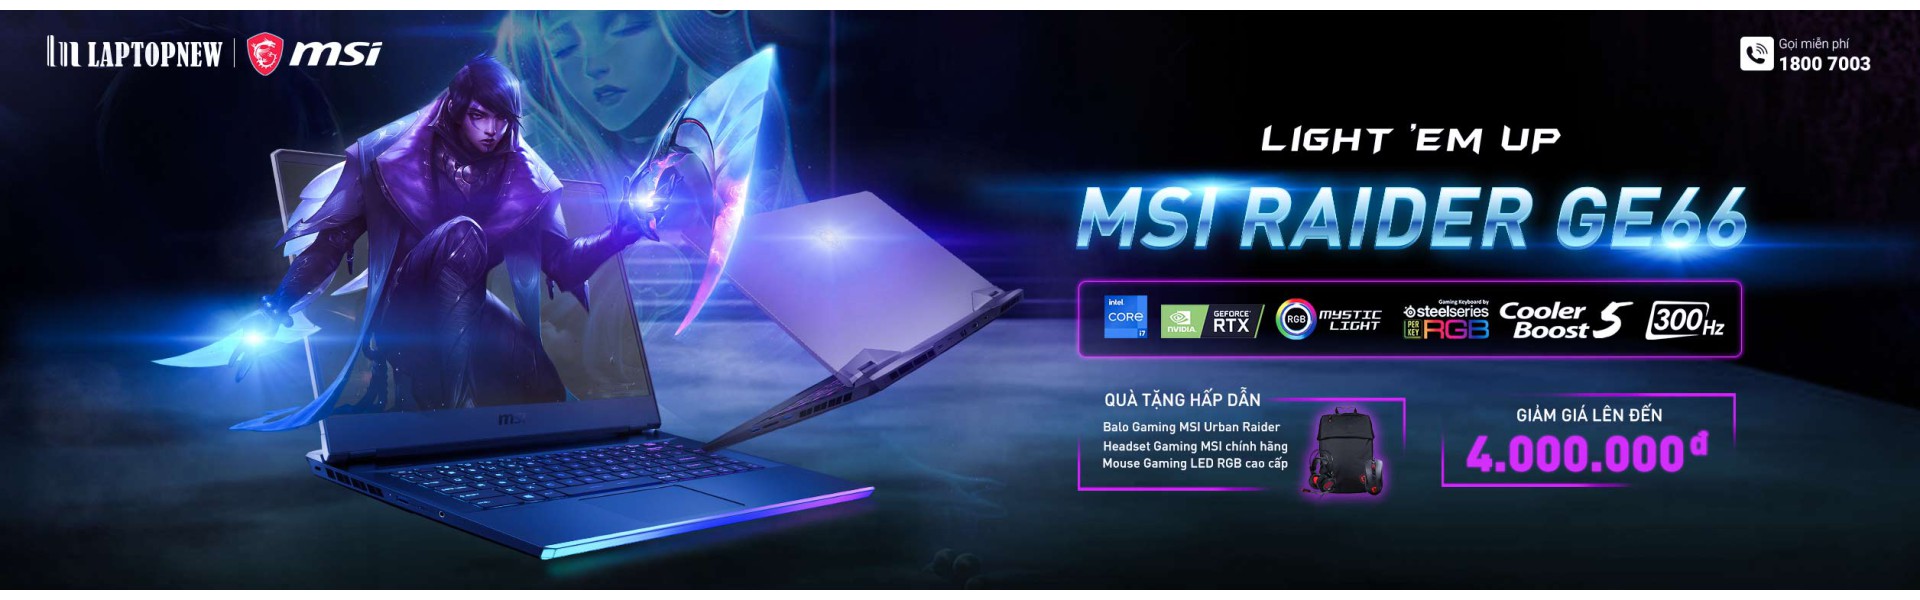 LAPTOPNEW
msi
Gọi miễn phí
1800 7003
LIGHT 'EM UP
MSI RAIDER GE66
intel
CORE
i7
NVIDIA
GEFORCE
RTX
RGB
MYSTIC
LIGHT
Gaming Keyboard by
steelseries
PER KEY
RGB
Cooler
Boost 5
300Hz
QUÀ TẶNG HẤP DẪN
Balo Gaming MSI Urban Raider
Headset Gaming MSI chính hãng
Mouse Gaming LED RGB cao cấp
GIẢM GIÁ LÊN ĐẾN
4.000.000đ
msi